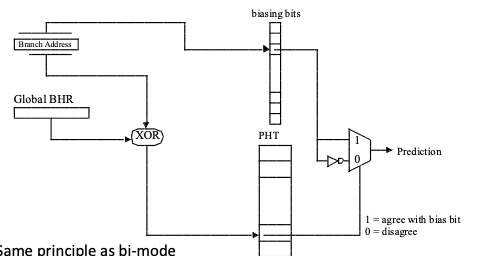 biasing bits
Branch Address
Global BHR
XOR
PHT
1
0
Prediction
1 = agree with bias bit
0 = disagree
Same principle as bi-mode